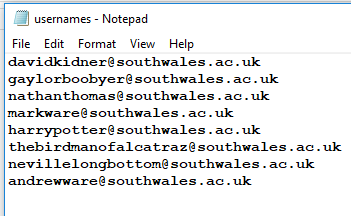 usernames - Notepad
File Edit Format View Help
davidkidner@southwales.ac.uk
gaylorboobyer@southwales.ac.uk
nathanthomas@southwales.ac.uk
markware@southwales.ac.uk
harrypotter@southwales.ac.uk
thebirdmanofalcatraz@southwales.ac.uk
nevillelongbottom@southwales.ac.uk
andrewware@southwales.ac.uk